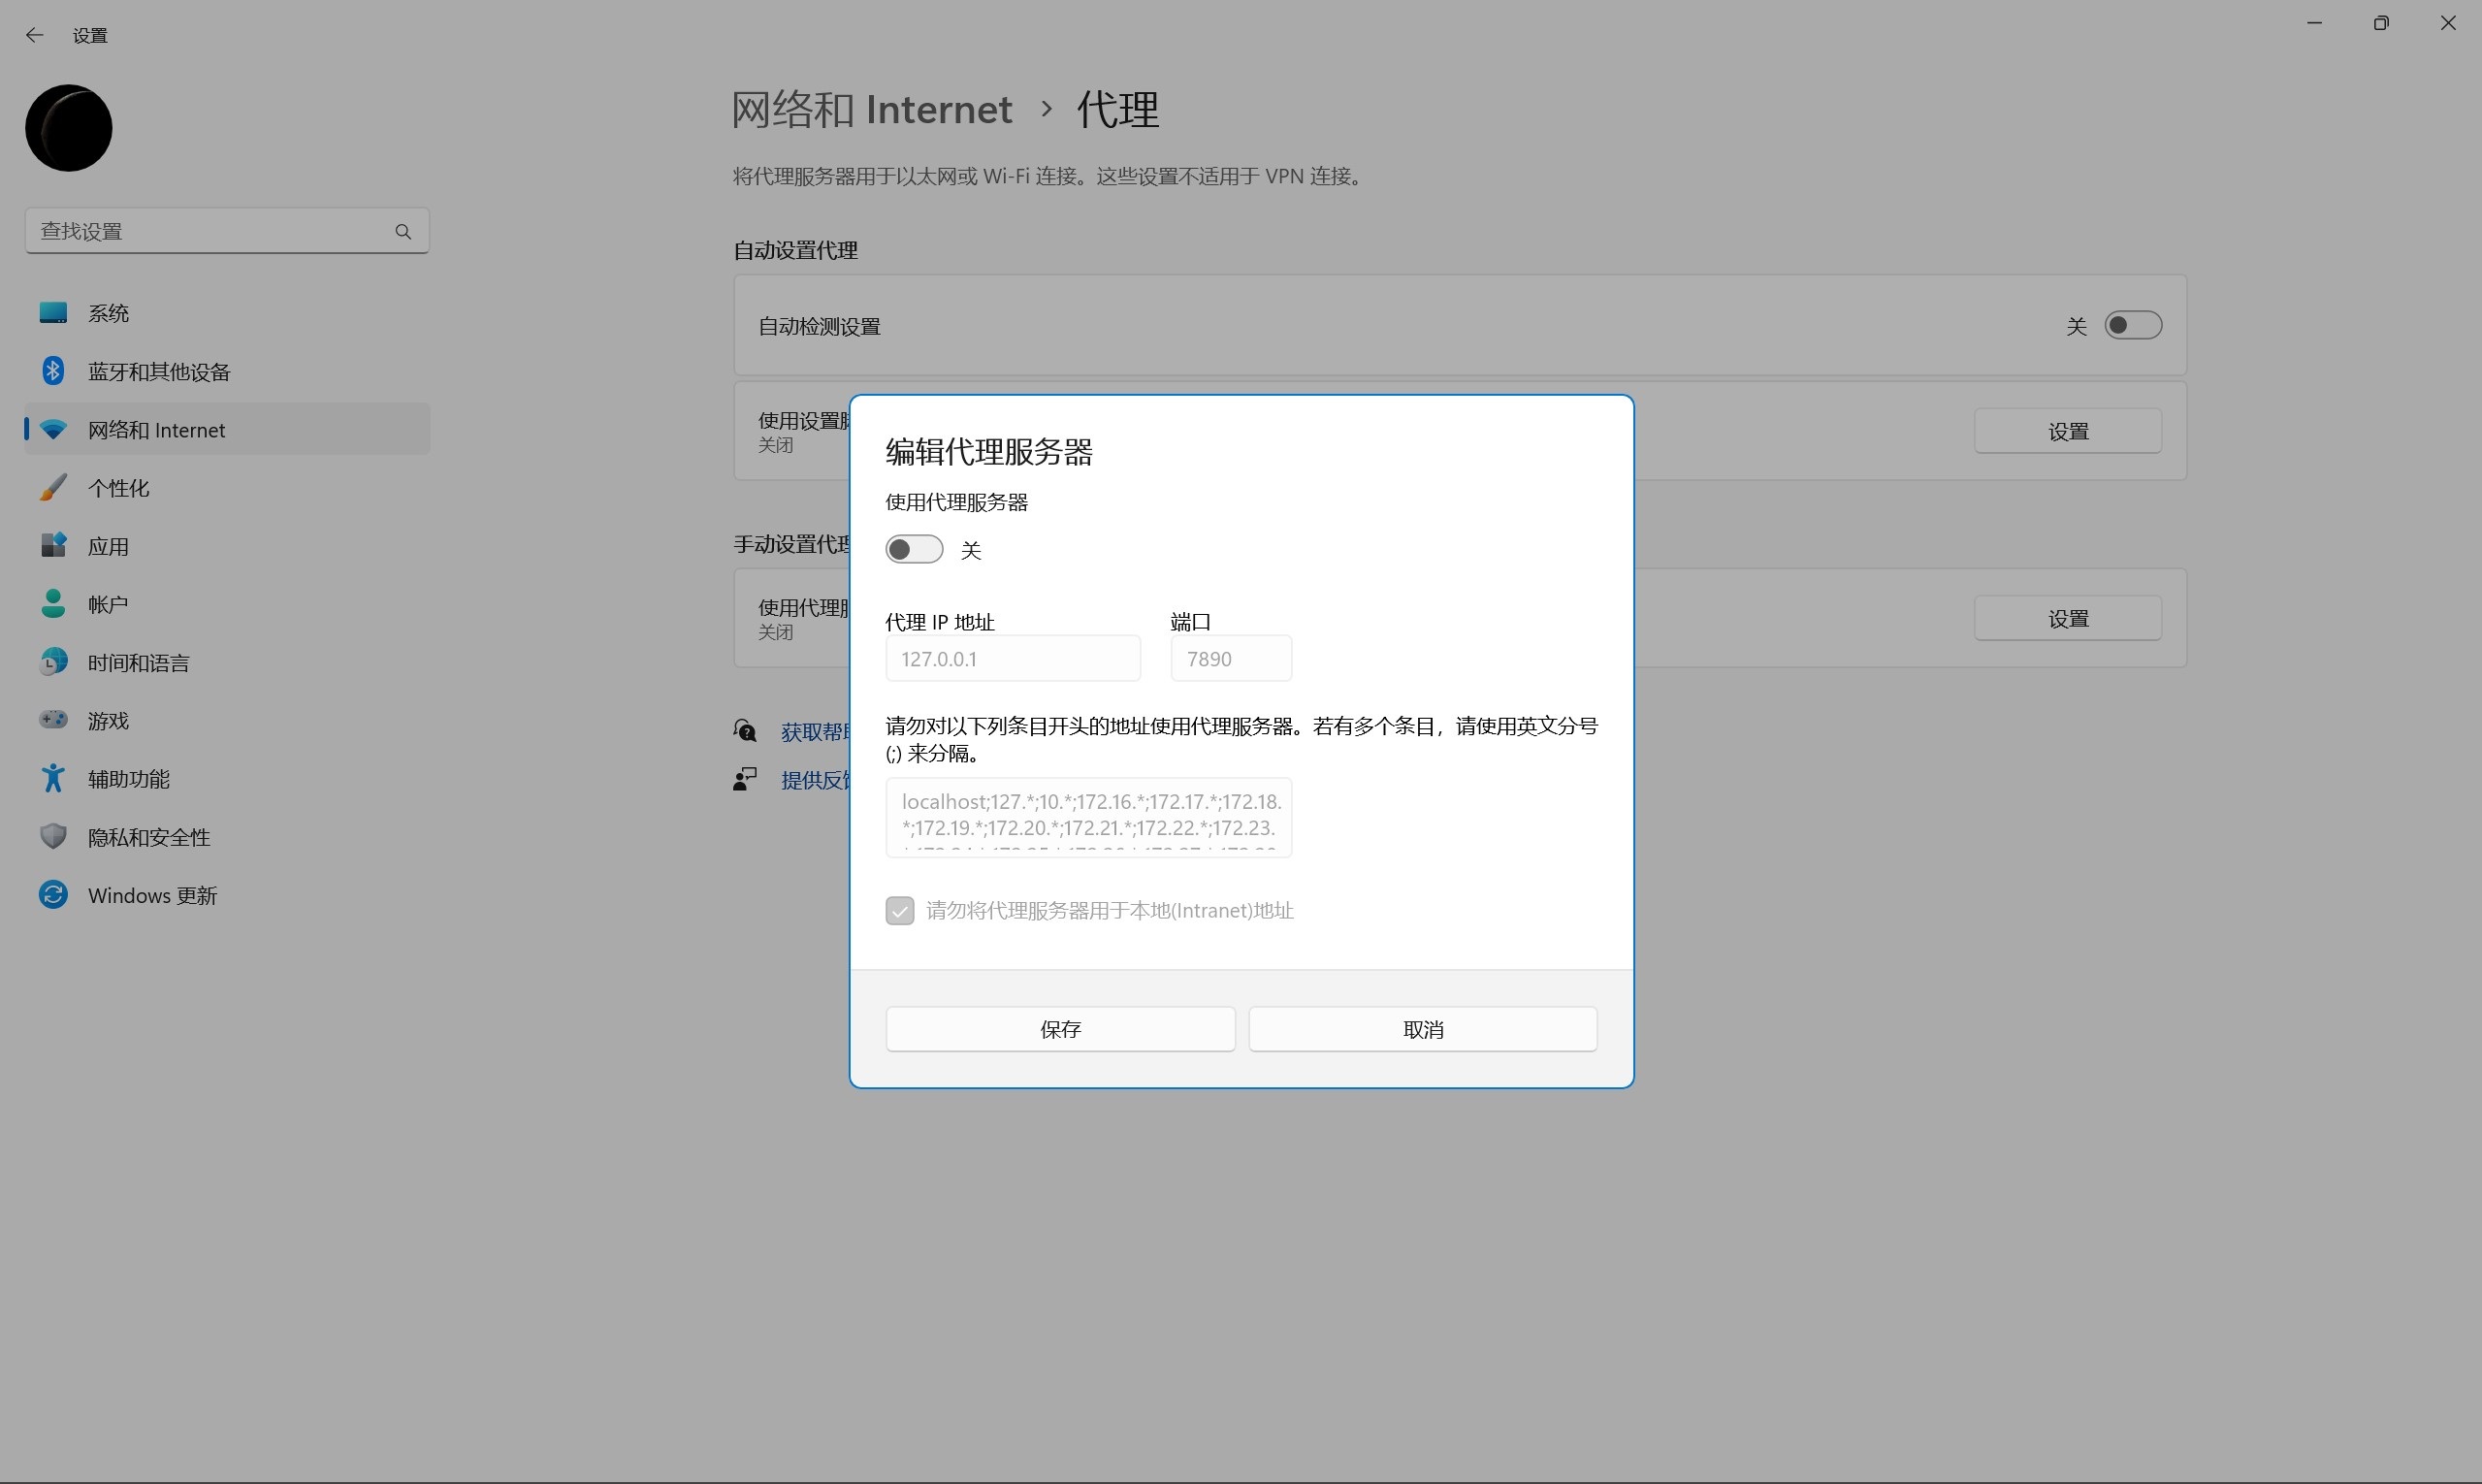 设置
查找设置
系统
蓝牙和其他设备
网络和 Internet
个性化
应用
帐户
时间和语言
游戏
辅助功能
隐私和安全性
Windows 更新
网络和 Internet › 代理
将代理服务器用于以太网或 Wi-Fi 连接。这些设置不适用于 VPN 连接。
自动设置代理
自动检测设置
关
使用设置
关闭
设置
手动设置代理
使用代理
关闭
设置
获取帮
提供反
编辑代理服务器
使用代理服务器
关
代理 IP 地址
端口
127.0.0.1
7890
请勿对以下列条目开头的地址使用代理服务器。若有多个条目，请使用英文分号
(;) 来分隔。
localhost;127.*;10.*;172.16.*;172.17.*;172.18.
*;172.19.*;172.20.*;172.21.*;172.22.*;172.23.
请勿将代理服务器用于本地(Intranet)地址
保存
取消